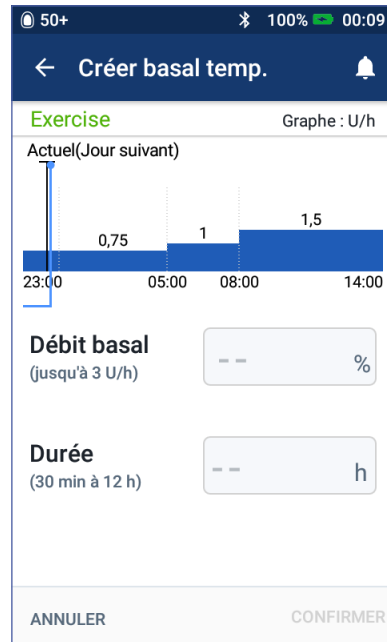 50+ 100% 00:09
Créer basal temp.
Exercise Graphe : U/h
Actuel(Jour suivant)
0,75 1 1,5
23:00 05:00 08:00 14:00
Débit basal -- %
(jusqu'à 3 U/h)
Durée -- h
(30 min à 12 h)
ANNULER CONFIRMER